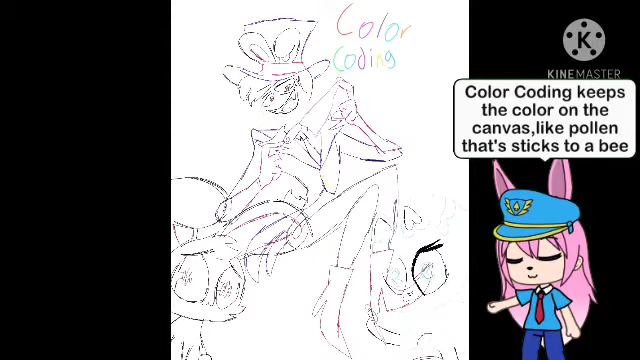 Color
Coding
KINEMASTER
Color Coding keeps
the color on the
canvas,like pollen
that's sticks to a bee